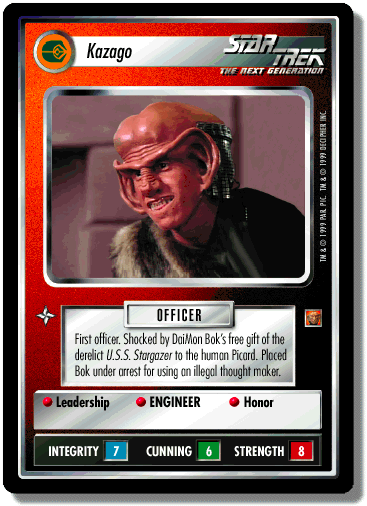 Kazago
STAR TREK
THE NEXT GENERATION
TM & © 1999 PAR. PIC. TM & © 1999 DECIPHER INC.
OFFICER
First officer. Shocked by DaiMon Bok's free gift of the
derelict U.S.S. Stargazer to the human Picard. Placed
Bok under arrest for using an illegal thought maker.
Leadership ENGINEER Honor
INTEGRITY 7 CUNNING 6 STRENGTH 8